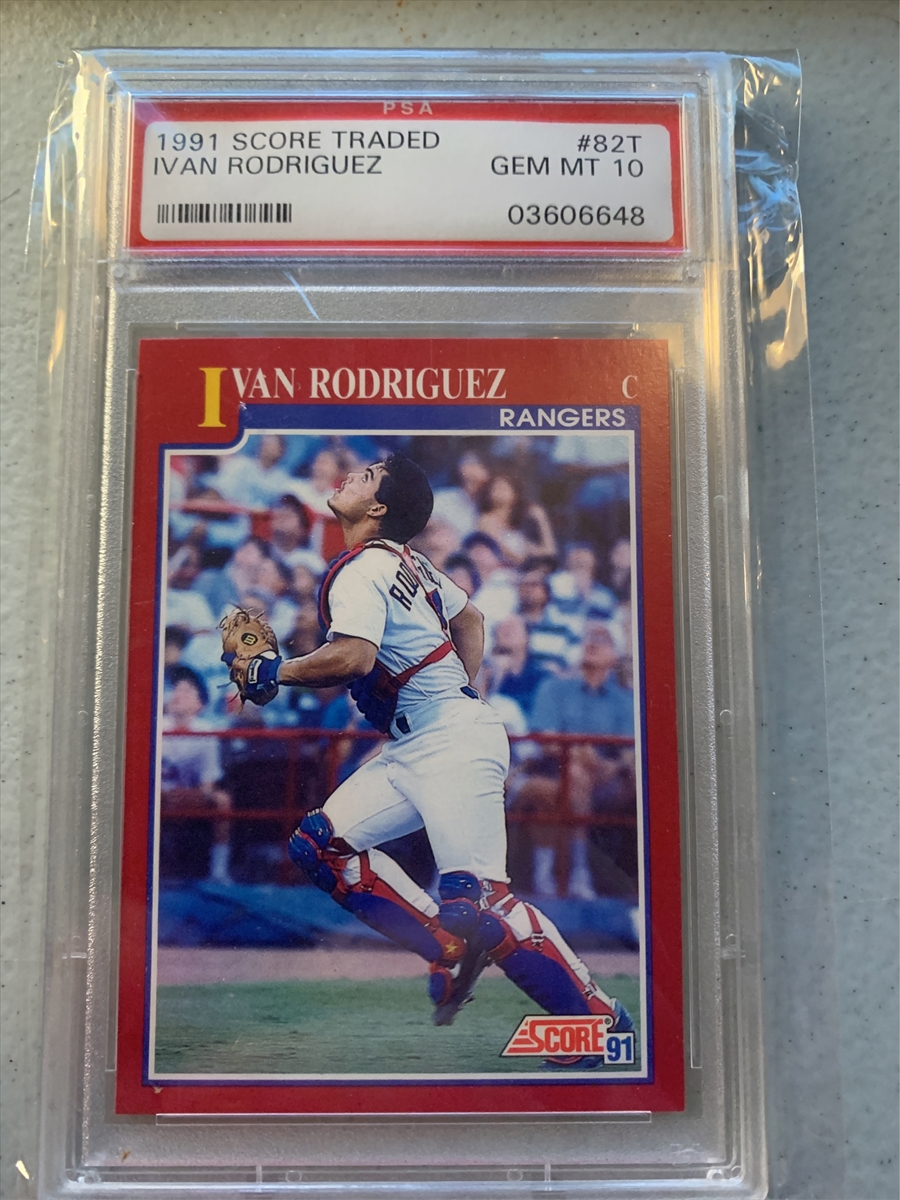 PSA
1991 SCORE TRADED #82T
IVAN RODRIGUEZ GEM MT 10
03606648
IVAN RODRIGUEZ C
RANGERS
SCORE®
91